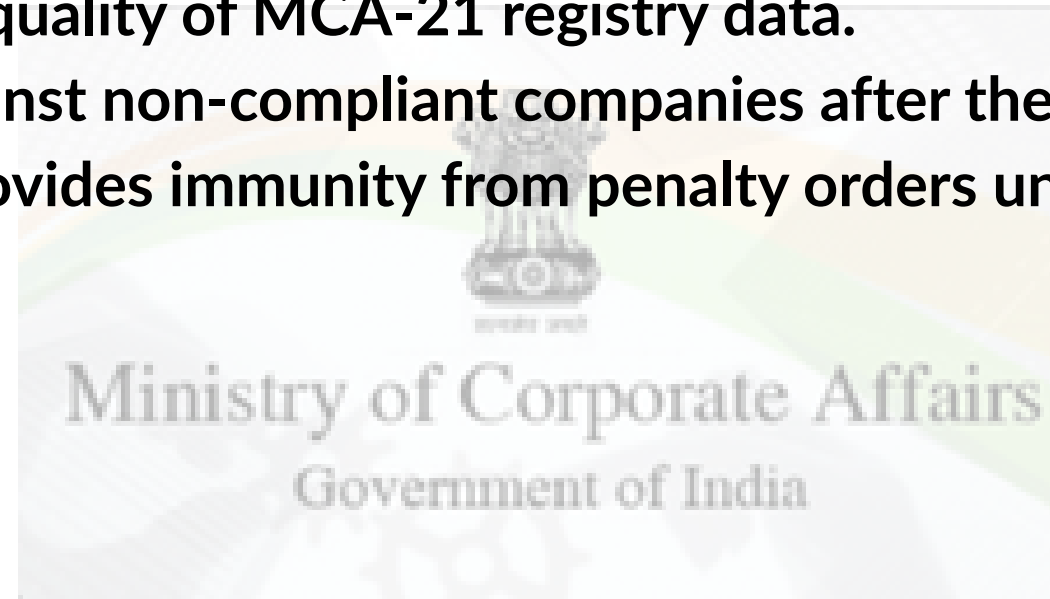 quality of MCA-21 registry data.
nst non-compliant companies after the
ovides immunity from penalty orders un
Ministry of Corporate Affairs
Government of India